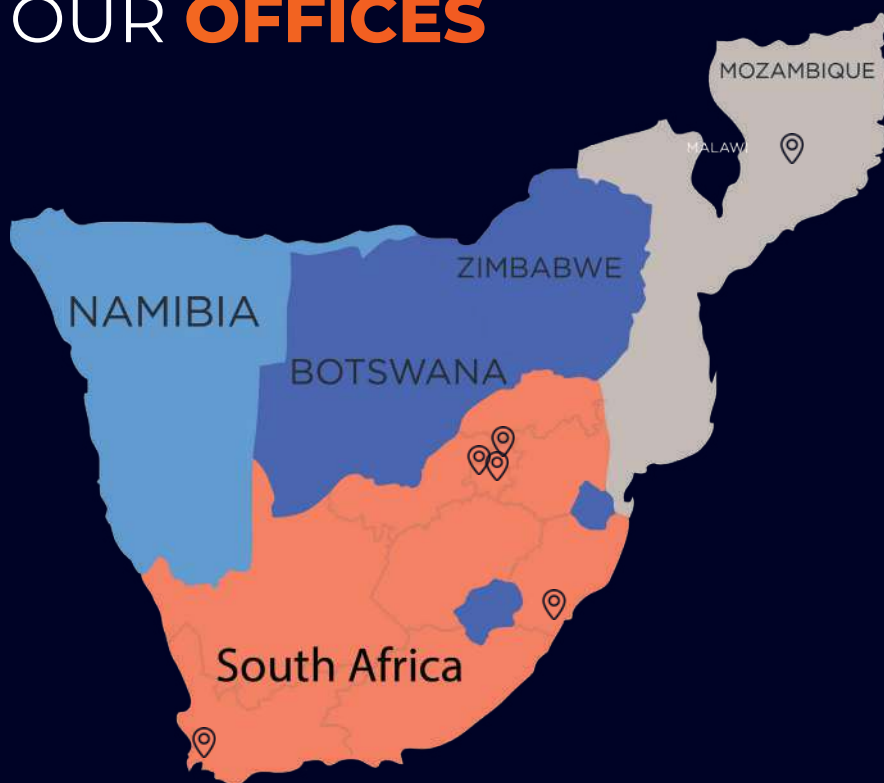 OUR OFFICES
MOZAMBIQUE
MALAWI
ZIMBABWE
NAMIBIA
BOTSWANA
South Africa